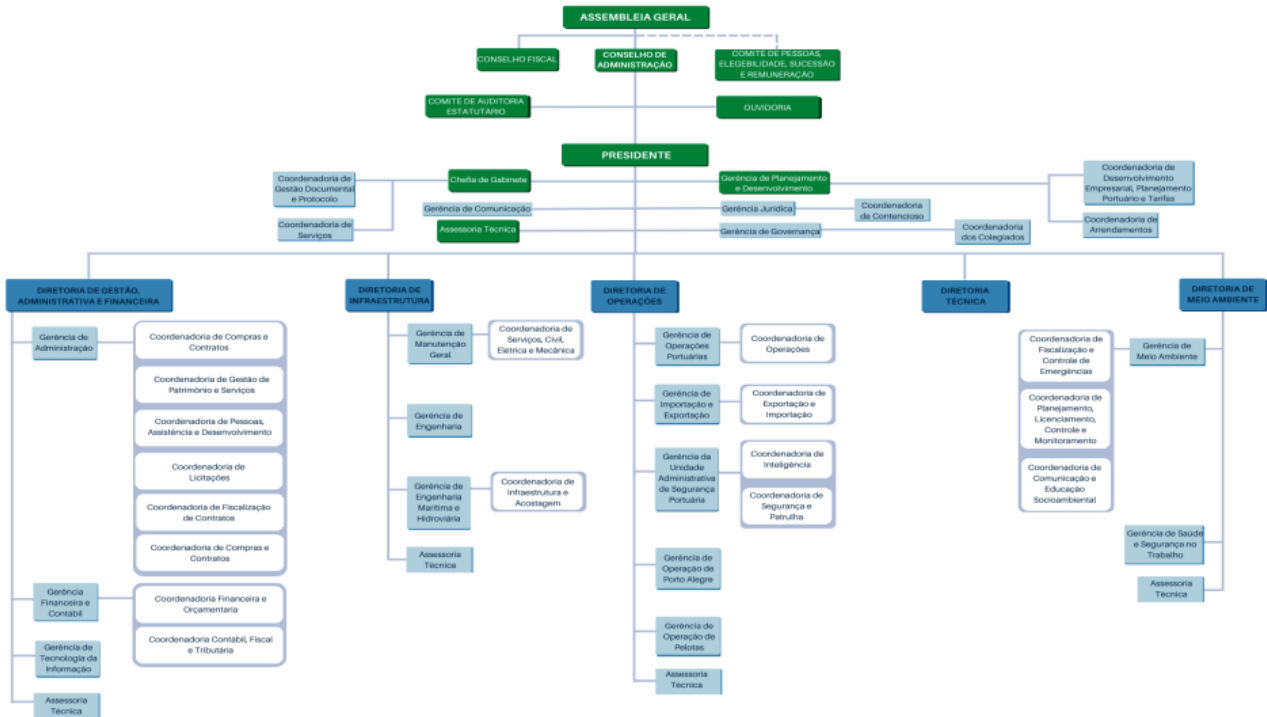 ASSEMBLEIA GERAL
CONSELHO FISCAL
CONSELHO DE
ADMINISTRAÇÃO
COMITÊ DE PESSOAS,
ELEGEBILIDADE, SUCESSÃO
E REMUNERAÇÃO
COMITÊ DE AUDITORIA
ESTATUTÁRIO
OUVIDORIA
PRESIDENTE
Coordenadoria de
Gestão Documental
e Protocolo
Chefia de Gabinete
Gerência de Planejamento
e Desenvolvimento
Coordenadoria de
Desenvolvimento
Empresarial, Planejamento
Portuário e Tarifas
Gerência de Comunicação
Gerência Jurídica
Coordenadoria
de Contencioso
Coordenadoria de
Serviços
Assessoria Técnica
Gerência de Governança
Coordenadoria
dos Colegiados
Coordenadoria de
Arrendamentos
DIRETORIA DE GESTÃO,
ADMINISTRATIVA E FINANCEIRA
DIRETORIA DE
INFRAESTRUTURA
DIRETORIA DE
OPERAÇÕES
DIRETORIA
TÉCNICA
DIRETORIA DE
MEIO AMBIENTE
Gerência de
Administração
Coordenadoria de Compras e
Contratos
Coordenadoria de Gestão de
Patrimônio e Serviços
Coordenadoria de Pessoas,
Assistência e Desenvolvimento
Coordenadoria de
Licitações
Coordenadoria de Fiscalização
de Contratos
Coordenadoria de Compras e
Contratos
Gerência
Financeira e
Contábil
Coordenadoria Financeira e
Orçamentaria
Coordenadoria Contábil, Fiscal
e Tributária
Gerência de
Tecnologia da
Informação
Assessoria
Técnica
Gerência de
Manutenção
Geral
Coordenadoria de
Serviços, Civil,
Elétrica e Mecânica
Gerência de
Engenharia
Gerência de
Engenharia
Marítima e
Hidroviária
Coordenadoria de
Infraestrutura e
Acostagem
Assessoria
Técnica
Gerência de
Operações
Portuárias
Coordenadoria de
Operações
Gerência de
Importação e
Exportação
Coordenadoria de
Exportação e
Importação
Gerência da
Unidade
Administrativa
de Segurança
Portuária
Coordenadoria de
Inteligência
Coordenadoria de
Segurança e
Patrulha
Gerência de
Operação de
Porto Alegre
Gerência de
Operação de
Pelotas
Assessoria
Técnica
Coordenadoria de
Fiscalização e
Controle de
Emergências
Gerência de
Meio Ambiente
Coordenadoria de
Planejamento,
Licenciamento,
Controle e
Monitoramento
Coordenadoria de
Comunicação e
Educação
Socioambiental
Gerência de Saúde
e Segurança no
Trabalho
Assessoria
Técnica